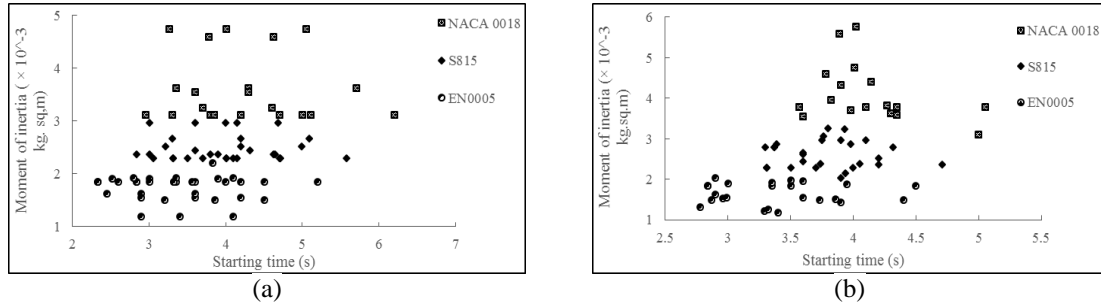 Moment of inertia ( × 10^-3
kg. sq,m)
5
4
3
2
1
2 3 4 5 6 7
Starting time (s)
NACA 0018
S815
EN0005
(a)
Moment of inertia ( × 10^-3
kg.sq.m)
6
5
4
3
2
1
2.5 3 3.5 4 4.5 5 5.5
Starting time (s)
NACA 0018
S815
EN0005
(b)